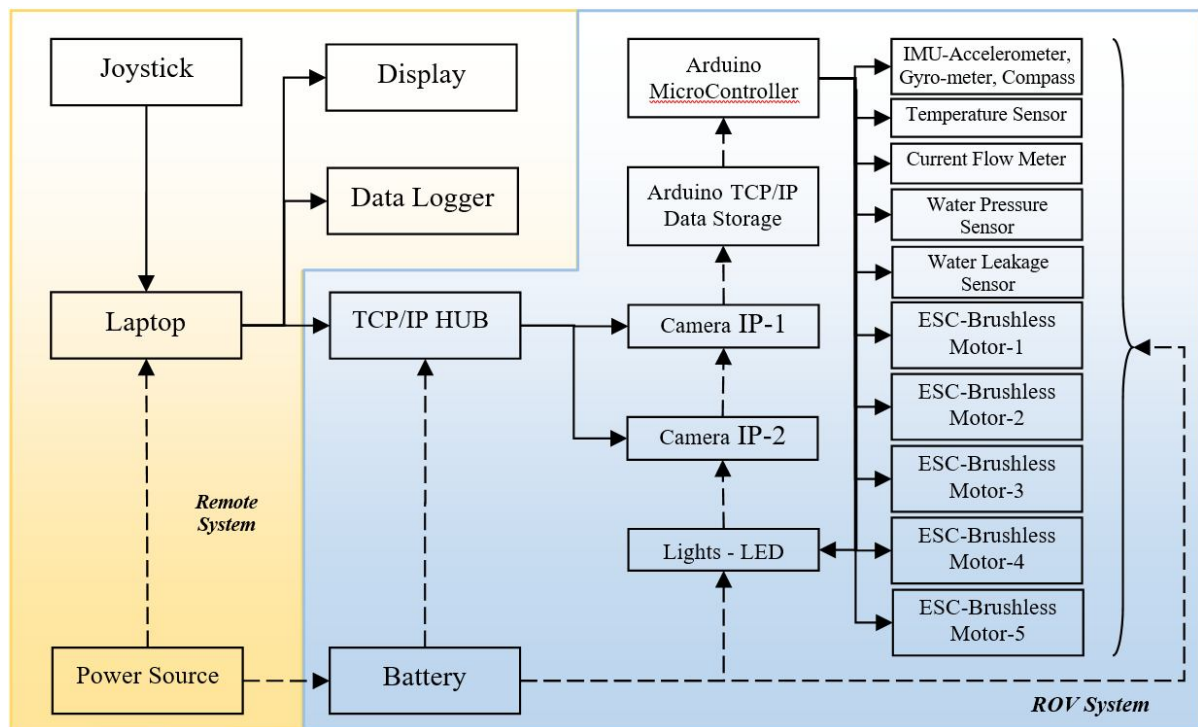 Joystick
Display
Data Logger
Laptop
Remote
System
Power Source
TCP/IP HUB
Battery
Arduino
MicroController
Arduino TCP/IP
Data Storage
Camera IP-1
Camera IP-2
Lights - LED
IMU-Accelerometer,
Gyro-meter, Compass
Temperature Sensor
Current Flow Meter
Water Pressure
Sensor
Water Leakage
Sensor
ESC-Brushless
Motor-1
ESC-Brushless
Motor-2
ESC-Brushless
Motor-3
ESC-Brushless
Motor-4
ESC-Brushless
Motor-5
ROV System